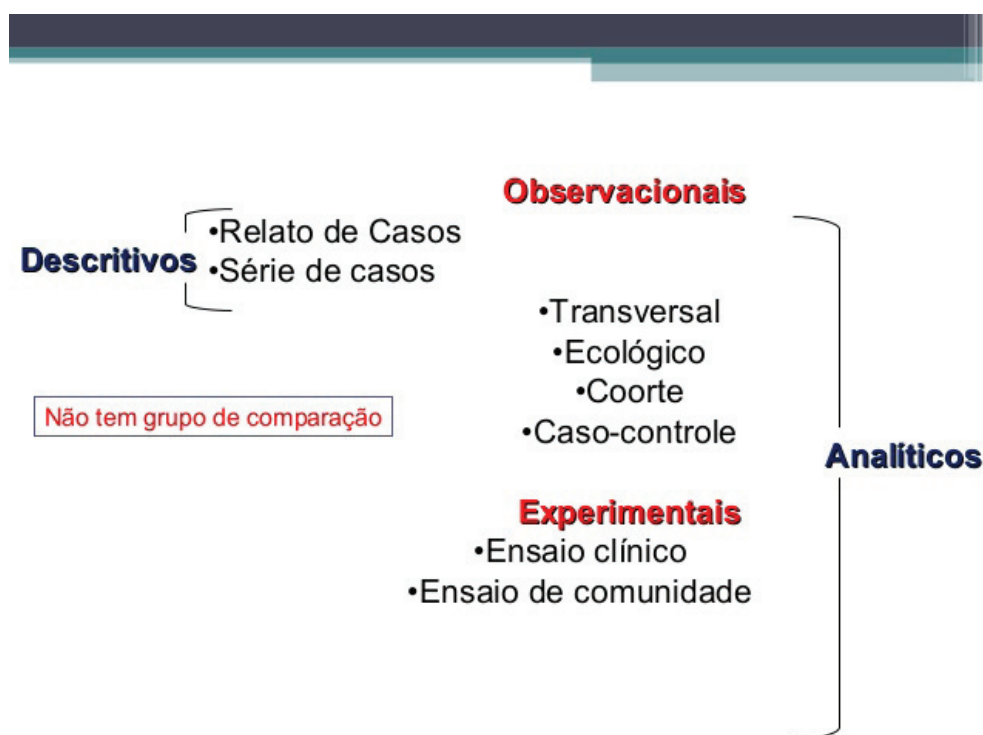 Observacionais
Descritivos
•Relato de Casos
•Série de casos
Não tem grupo de comparação
•Transversal
•Ecológico
•Coorte
•Caso-controle
Analíticos
Experimentais
•Ensaio clínico
•Ensaio de comunidade